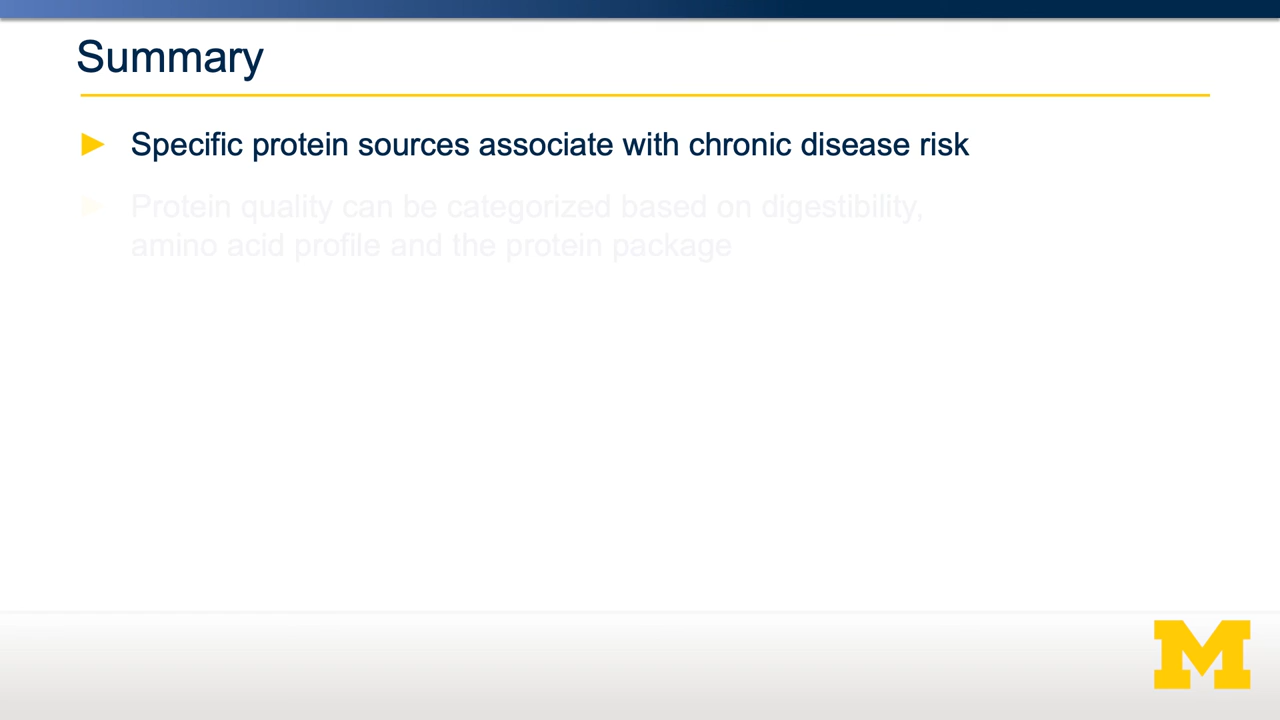 Summary
Specific protein sources associate with chronic disease risk
Protein quality can be categorized based on digestibility,
amino acid profile and the protein package
M